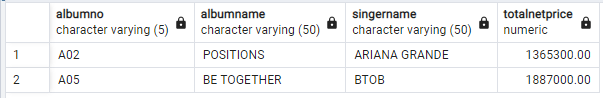 albumno albumname singername totalnetprice
character varying (5) character varying (50) character varying (50) numeric
1 A02 POSITIONS ARIANA GRANDE 1365300.00
2 A05 BE TOGETHER BTOB 1887000.00